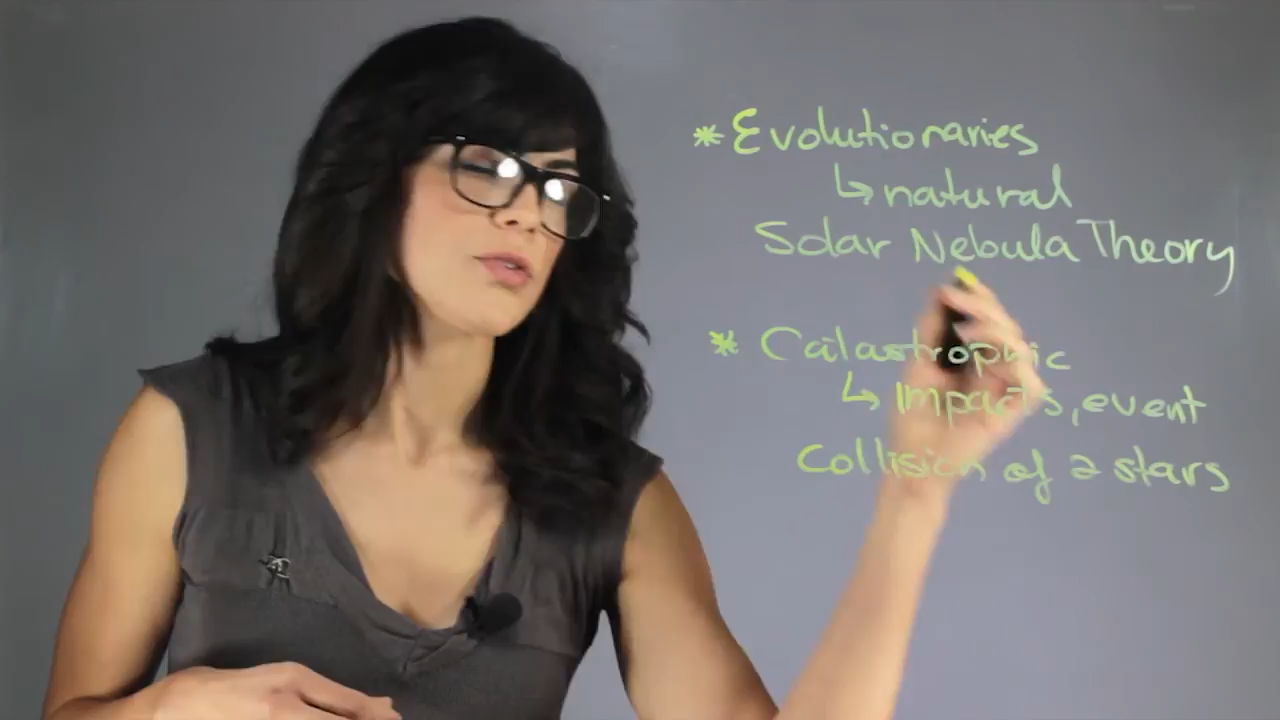 * Evolutionaries
↳ natural
Solar Nebula Theory
* Catastrophic
↳ Impacts, event
Collision of 2 stars